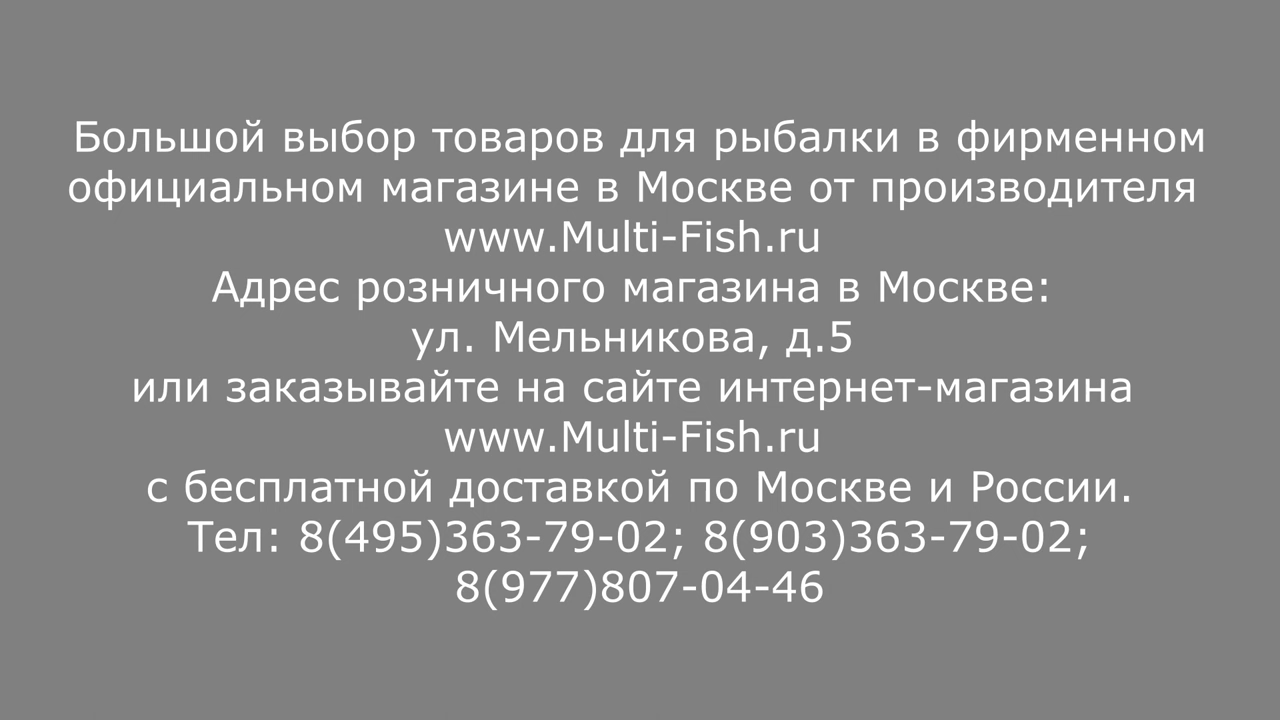 Большой выбор товаров для рыбалки в фирменном
официальном магазине в Москве от производителя
www.Multi-Fish.ru
Адрес розничного магазина в Москве:
ул. Мельникова, д.5
или заказывайте на сайте интернет-магазина
www.Multi-Fish.ru
с бесплатной доставкой по Москве и России.
Тел: 8(495)363-79-02; 8(903)363-79-02;
8(977)807-04-46